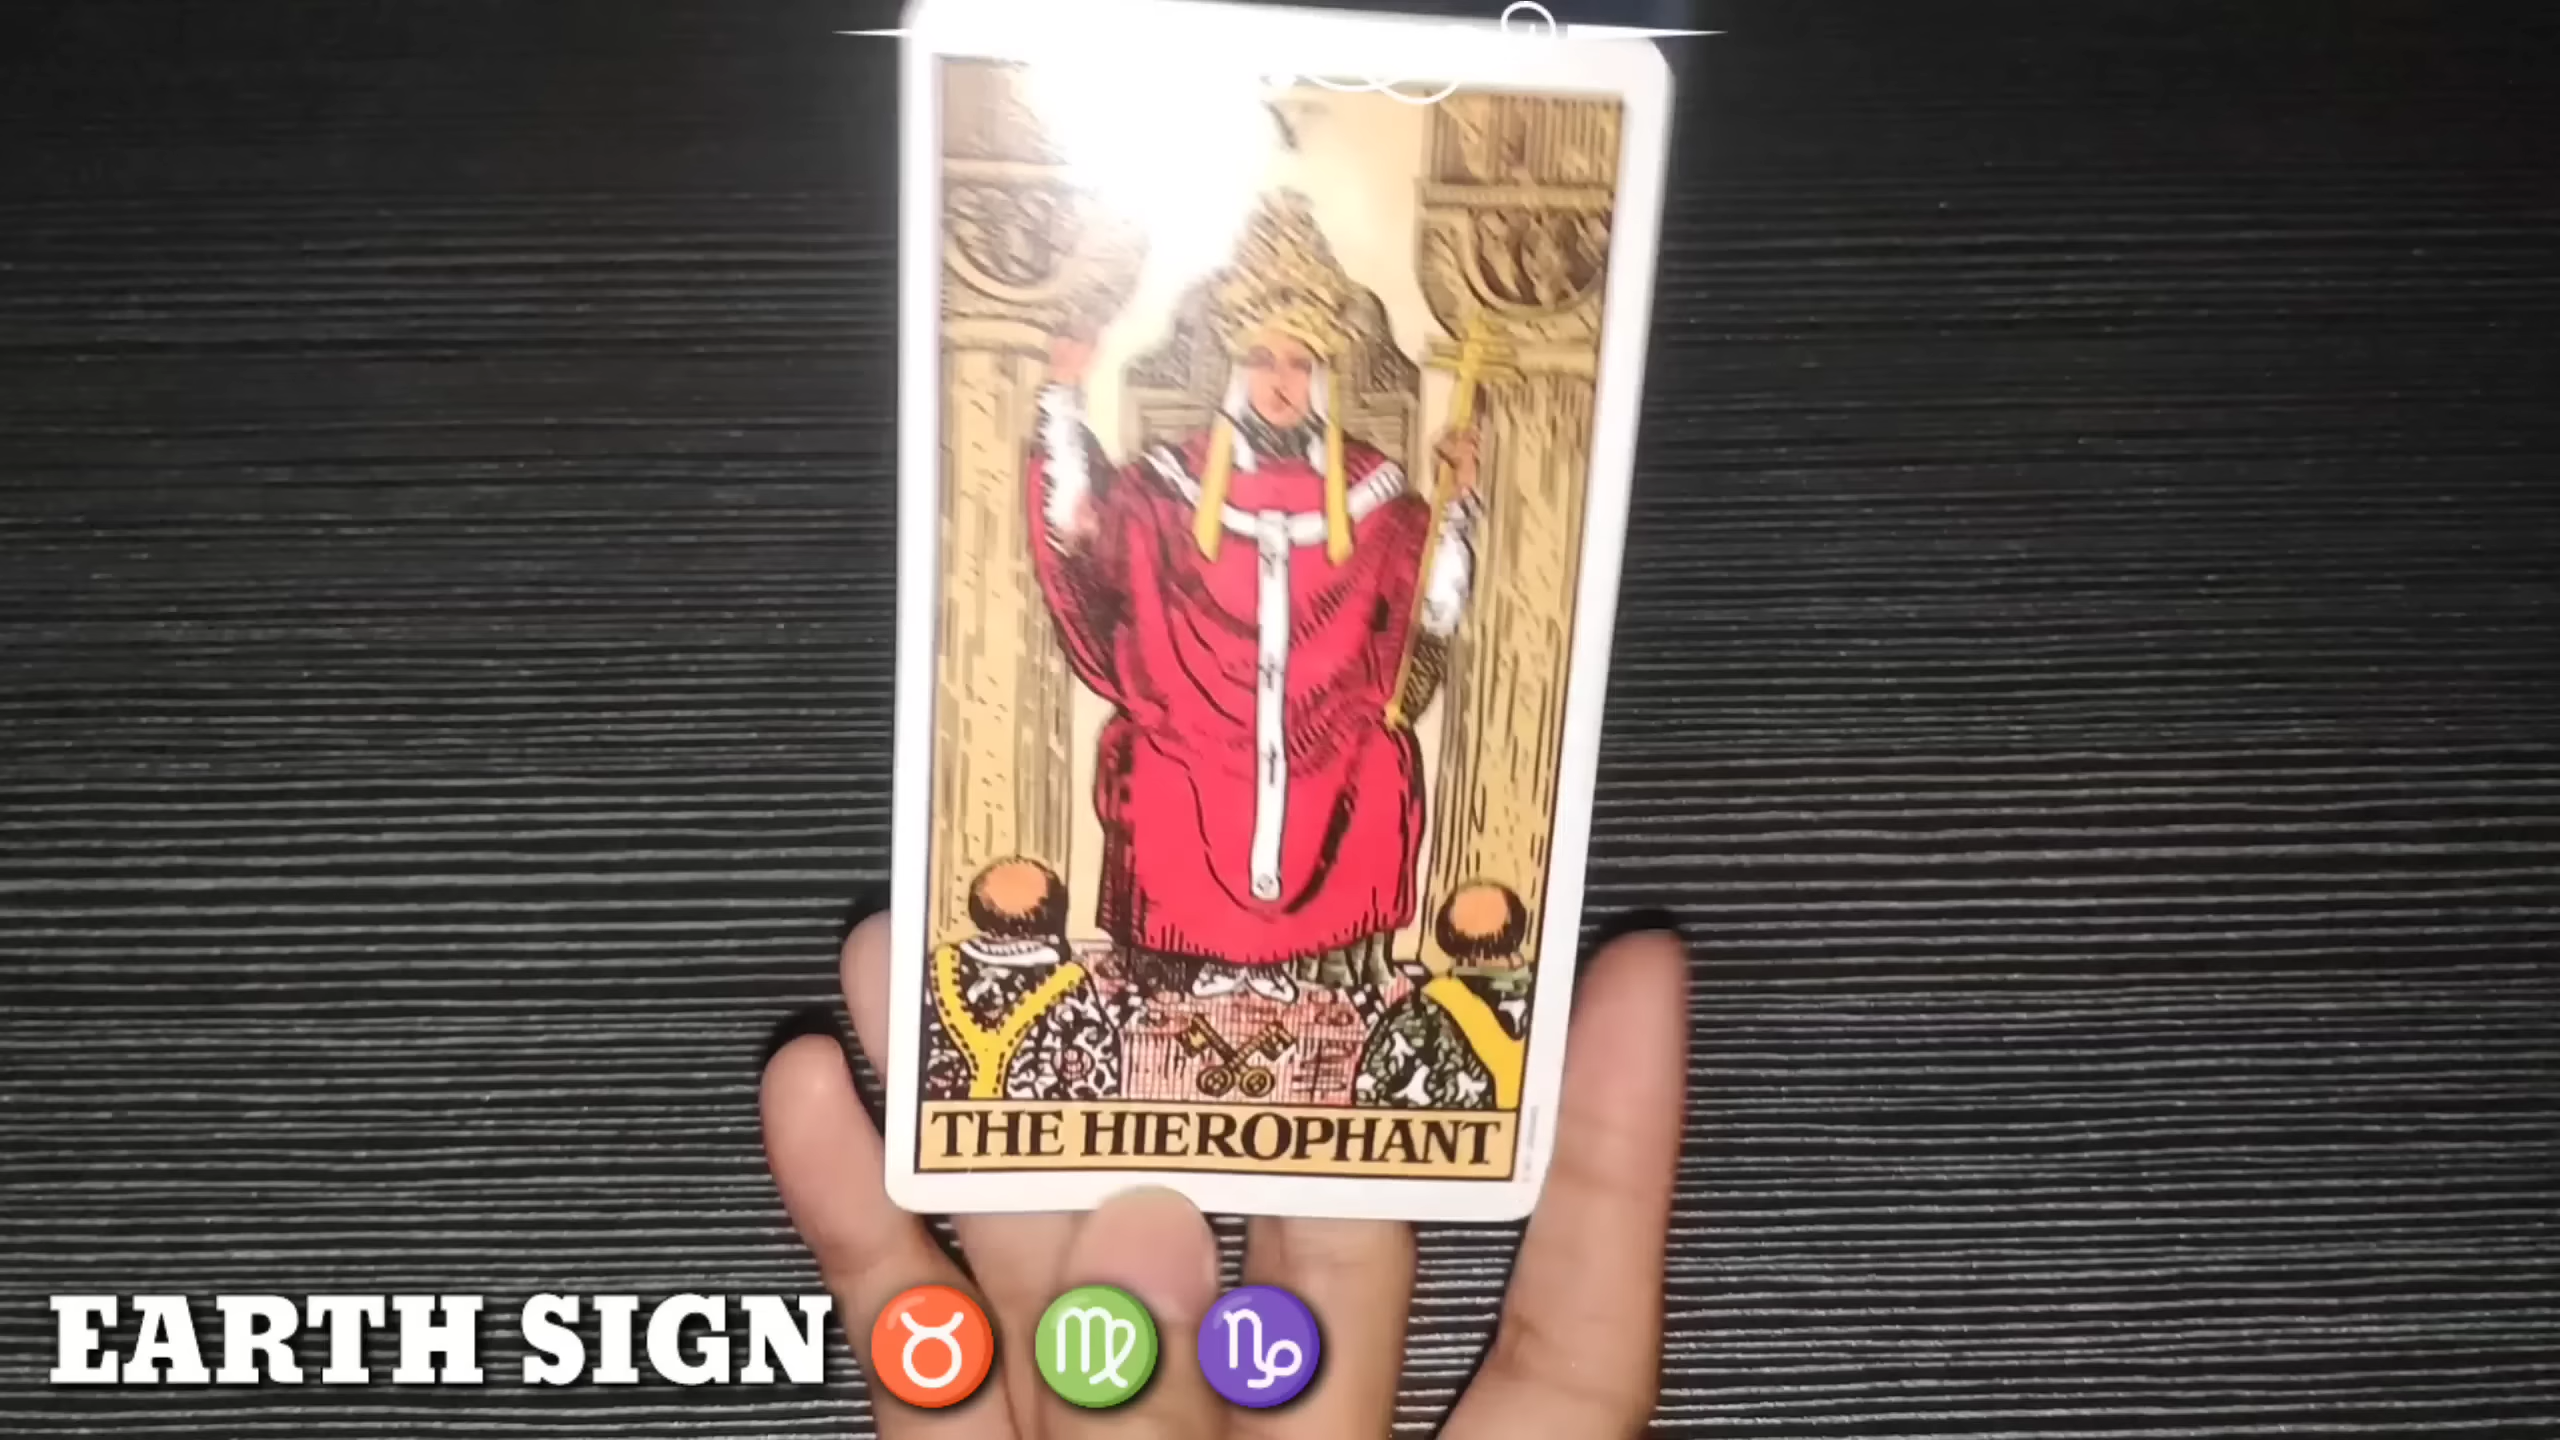 THE HIEROPHANT
EARTH SIGN ♉ ♍ ♑